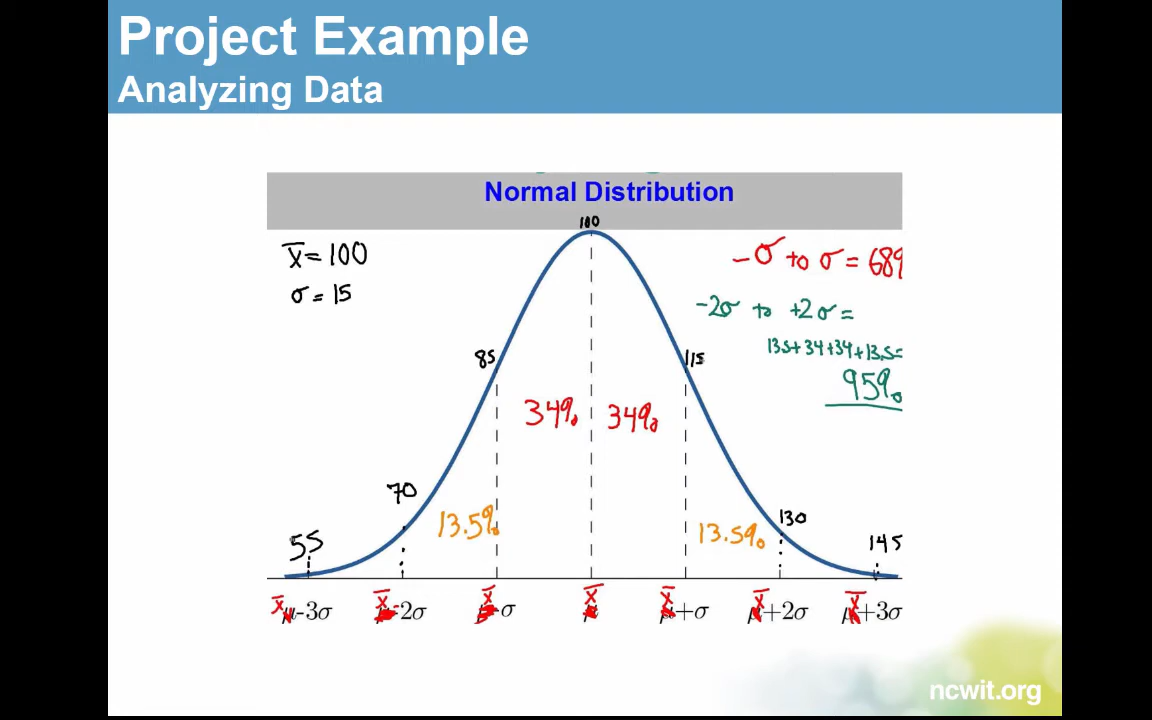 Project Example
Analyzing Data
Normal Distribution
100
x̄ = 100
σ = 15
-σ to σ = 68%
-2σ to +2σ =
13.5+34+34+13.5=
95%
85
115
34% 34%
70
13.5%
13.5%
130
55
145
x̄ μ-3σ x̄ μ-2σ x̄ μ-σ x̄ μ x̄ μ+σ x̄ μ+2σ x̄ μ+3σ
ncwit.org